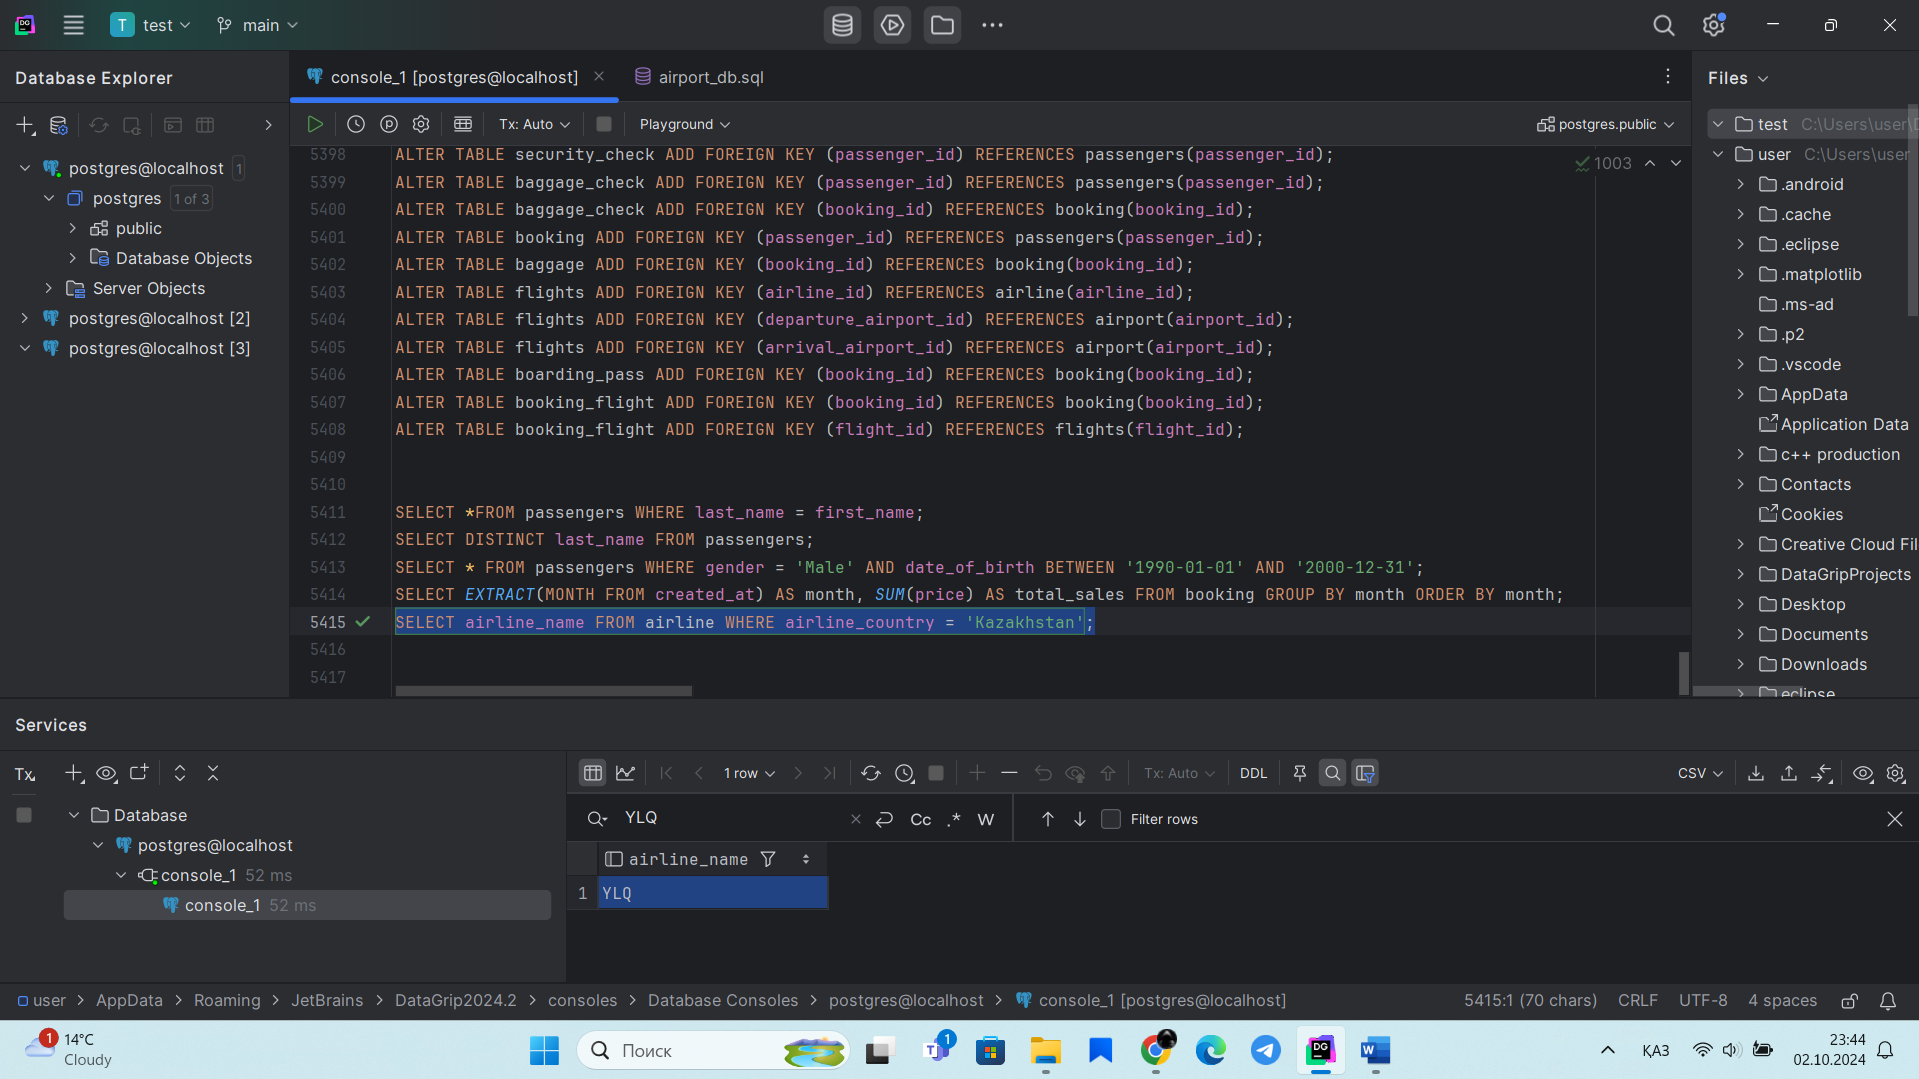 DG
T test
main
Database Explorer
console_1 [postgres@localhost]
airport_db.sql
Files
Tx: Auto
Playground
postgres.public
postgres@localhost 1
postgres 1 of 3
public
Database Objects
Server Objects
postgres@localhost [2]
postgres@localhost [3]
1003
5398 ALTER TABLE security_check ADD FOREIGN KEY (passenger_id) REFERENCES passengers(passenger_id);
5399 ALTER TABLE baggage_check ADD FOREIGN KEY (passenger_id) REFERENCES passengers(passenger_id);
5400 ALTER TABLE baggage_check ADD FOREIGN KEY (booking_id) REFERENCES booking(booking_id);
5401 ALTER TABLE booking ADD FOREIGN KEY (passenger_id) REFERENCES passengers(passenger_id);
5402 ALTER TABLE baggage ADD FOREIGN KEY (booking_id) REFERENCES booking(booking_id);
5403 ALTER TABLE flights ADD FOREIGN KEY (airline_id) REFERENCES airline(airline_id);
5404 ALTER TABLE flights ADD FOREIGN KEY (departure_airport_id) REFERENCES airport(airport_id);
5405 ALTER TABLE flights ADD FOREIGN KEY (arrival_airport_id) REFERENCES airport(airport_id);
5406 ALTER TABLE boarding_pass ADD FOREIGN KEY (booking_id) REFERENCES booking(booking_id);
5407 ALTER TABLE booking_flight ADD FOREIGN KEY (booking_id) REFERENCES booking(booking_id);
5408 ALTER TABLE booking_flight ADD FOREIGN KEY (flight_id) REFERENCES flights(flight_id);
5409
5410
5411 SELECT *FROM passengers WHERE last_name = first_name;
5412 SELECT DISTINCT last_name FROM passengers;
5413 SELECT * FROM passengers WHERE gender = 'Male' AND date_of_birth BETWEEN '1990-01-01' AND '2000-12-31';
5414 SELECT EXTRACT(MONTH FROM created_at) AS month, SUM(price) AS total_sales FROM booking GROUP BY month ORDER BY month;
5415 SELECT airline_name FROM airline WHERE airline_country = 'Kazakhstan';
5416
5417
test C:\Users\user\
user C:\Users\user
.android
.cache
.eclipse
.matplotlib
.ms-ad
.p2
.vscode
AppData
Application Data
c++ production
Contacts
Cookies
Creative Cloud Fil
DataGripProjects
Desktop
Documents
Downloads
eclipse
Services
Tx
Database
postgres@localhost
console_1 52 ms
console_1 52 ms
1 row
Tx: Auto
DDL
CSV
YLQ
Cc .* W
Filter rows
airline_name
1 YLQ
user > AppData > Roaming > JetBrains > DataGrip2024.2 > consoles > Database Consoles > postgres@localhost > console_1 [postgres@localhost]
5415:1 (70 chars) CRLF UTF-8 4 spaces
1
14°C
Cloudy
Поиск
1
DG
ҚАЗ
23:44
02.10.2024